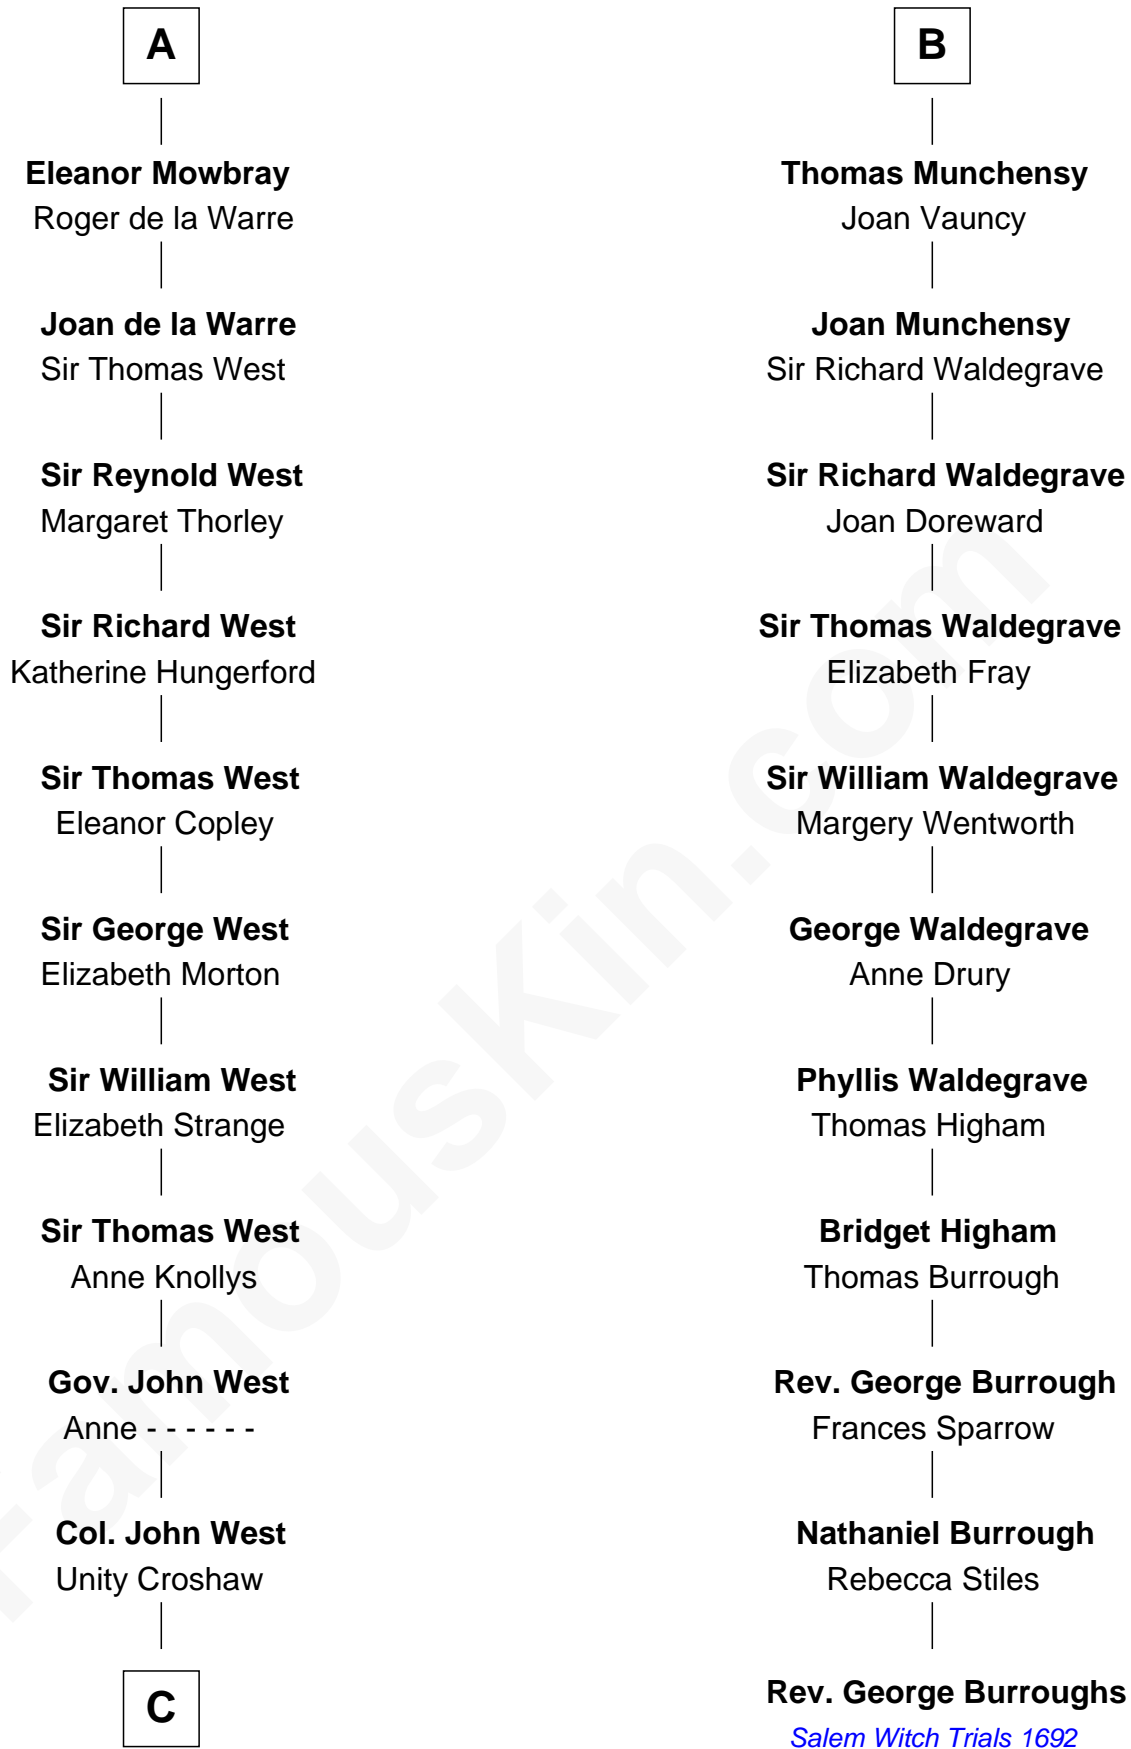 A
Eleanor Mowbray
Roger de la Warre
Joan de la Warre
Sir Thomas West
Sir Reynold West
Margaret Thorley
Sir Richard West
Katherine Hungerford
Sir Thomas West
Eleanor Copley
Sir George West
Elizabeth Morton
Sir William West
Elizabeth Strange
Sir Thomas West
Anne Knollys
Gov. John West
Anne - - - - - -
Col. John West
Unity Croshaw
C
B
Thomas Munchensy
Joan Vauncy
Joan Munchensy
Sir Richard Waldegrave
Sir Richard Waldegrave
Joan Doreward
Sir Thomas Waldegrave
Elizabeth Fray
Sir William Waldegrave
Margery Wentworth
George Waldegrave
Anne Drury
Phyllis Waldegrave
Thomas Higham
Bridget Higham
Thomas Burrough
Rev. George Burrough
Frances Sparrow
Nathaniel Burrough
Rebecca Stiles
Rev. George Burroughs
Salem Witch Trials 1692
FamousKin.com